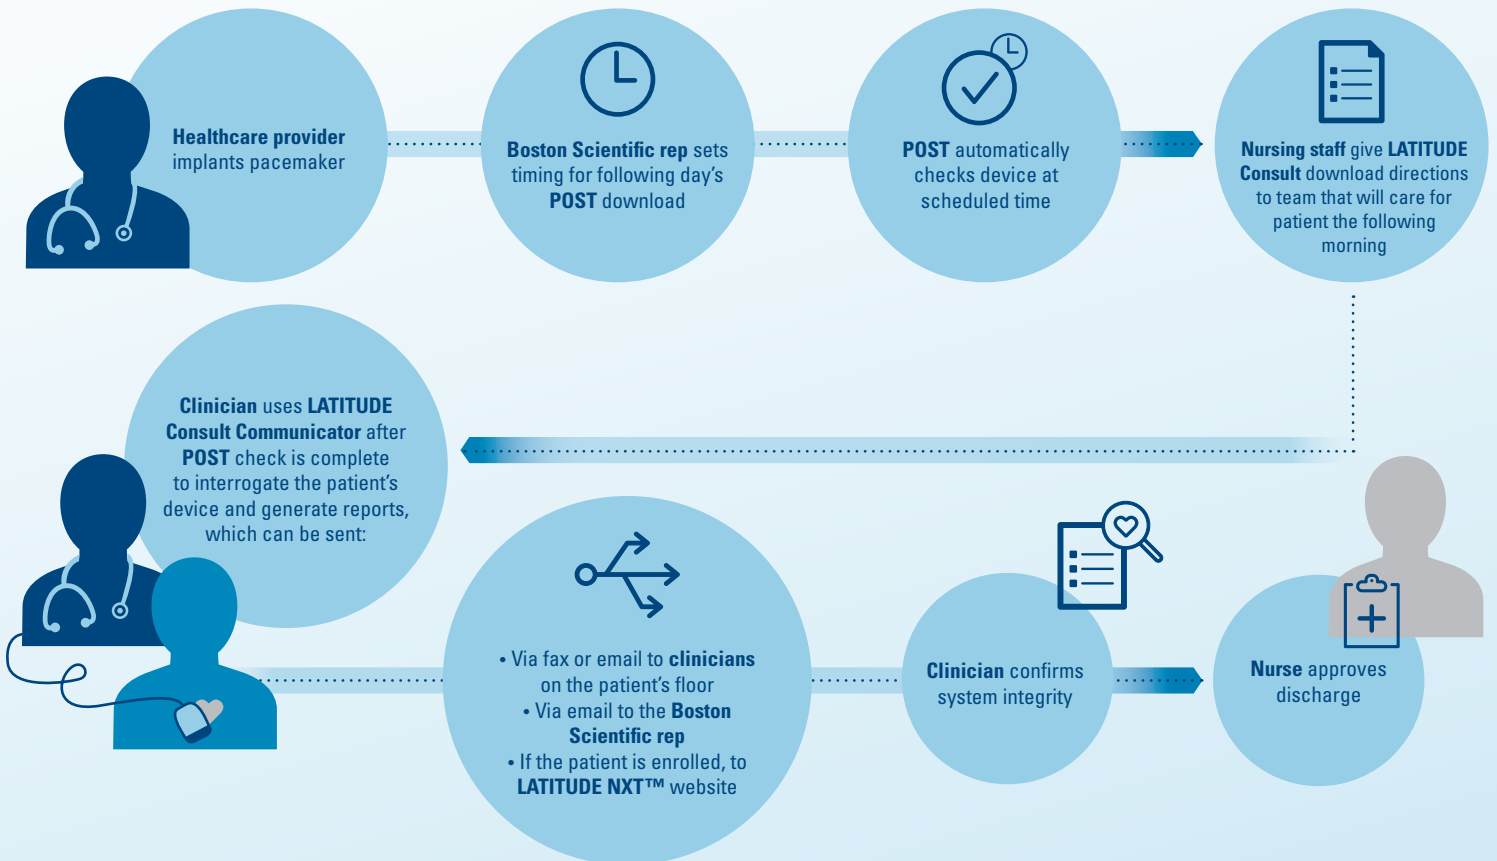 Healthcare provider
implants pacemaker
Boston Scientific rep sets
timing for following day's
POST download
POST automatically
checks device at
scheduled time
Nursing staff give LATITUDE
Consult download directions
to team that will care for
patient the following
morning
Clinician uses LATITUDE
Consult Communicator after
POST check is complete
to interrogate the patient's
device and generate reports,
which can be sent:
• Via fax or email to clinicians
on the patient's floor
• Via email to the Boston
Scientific rep
• If the patient is enrolled, to
LATITUDE NXT™ website
Clinician confirms
system integrity
Nurse approves
discharge